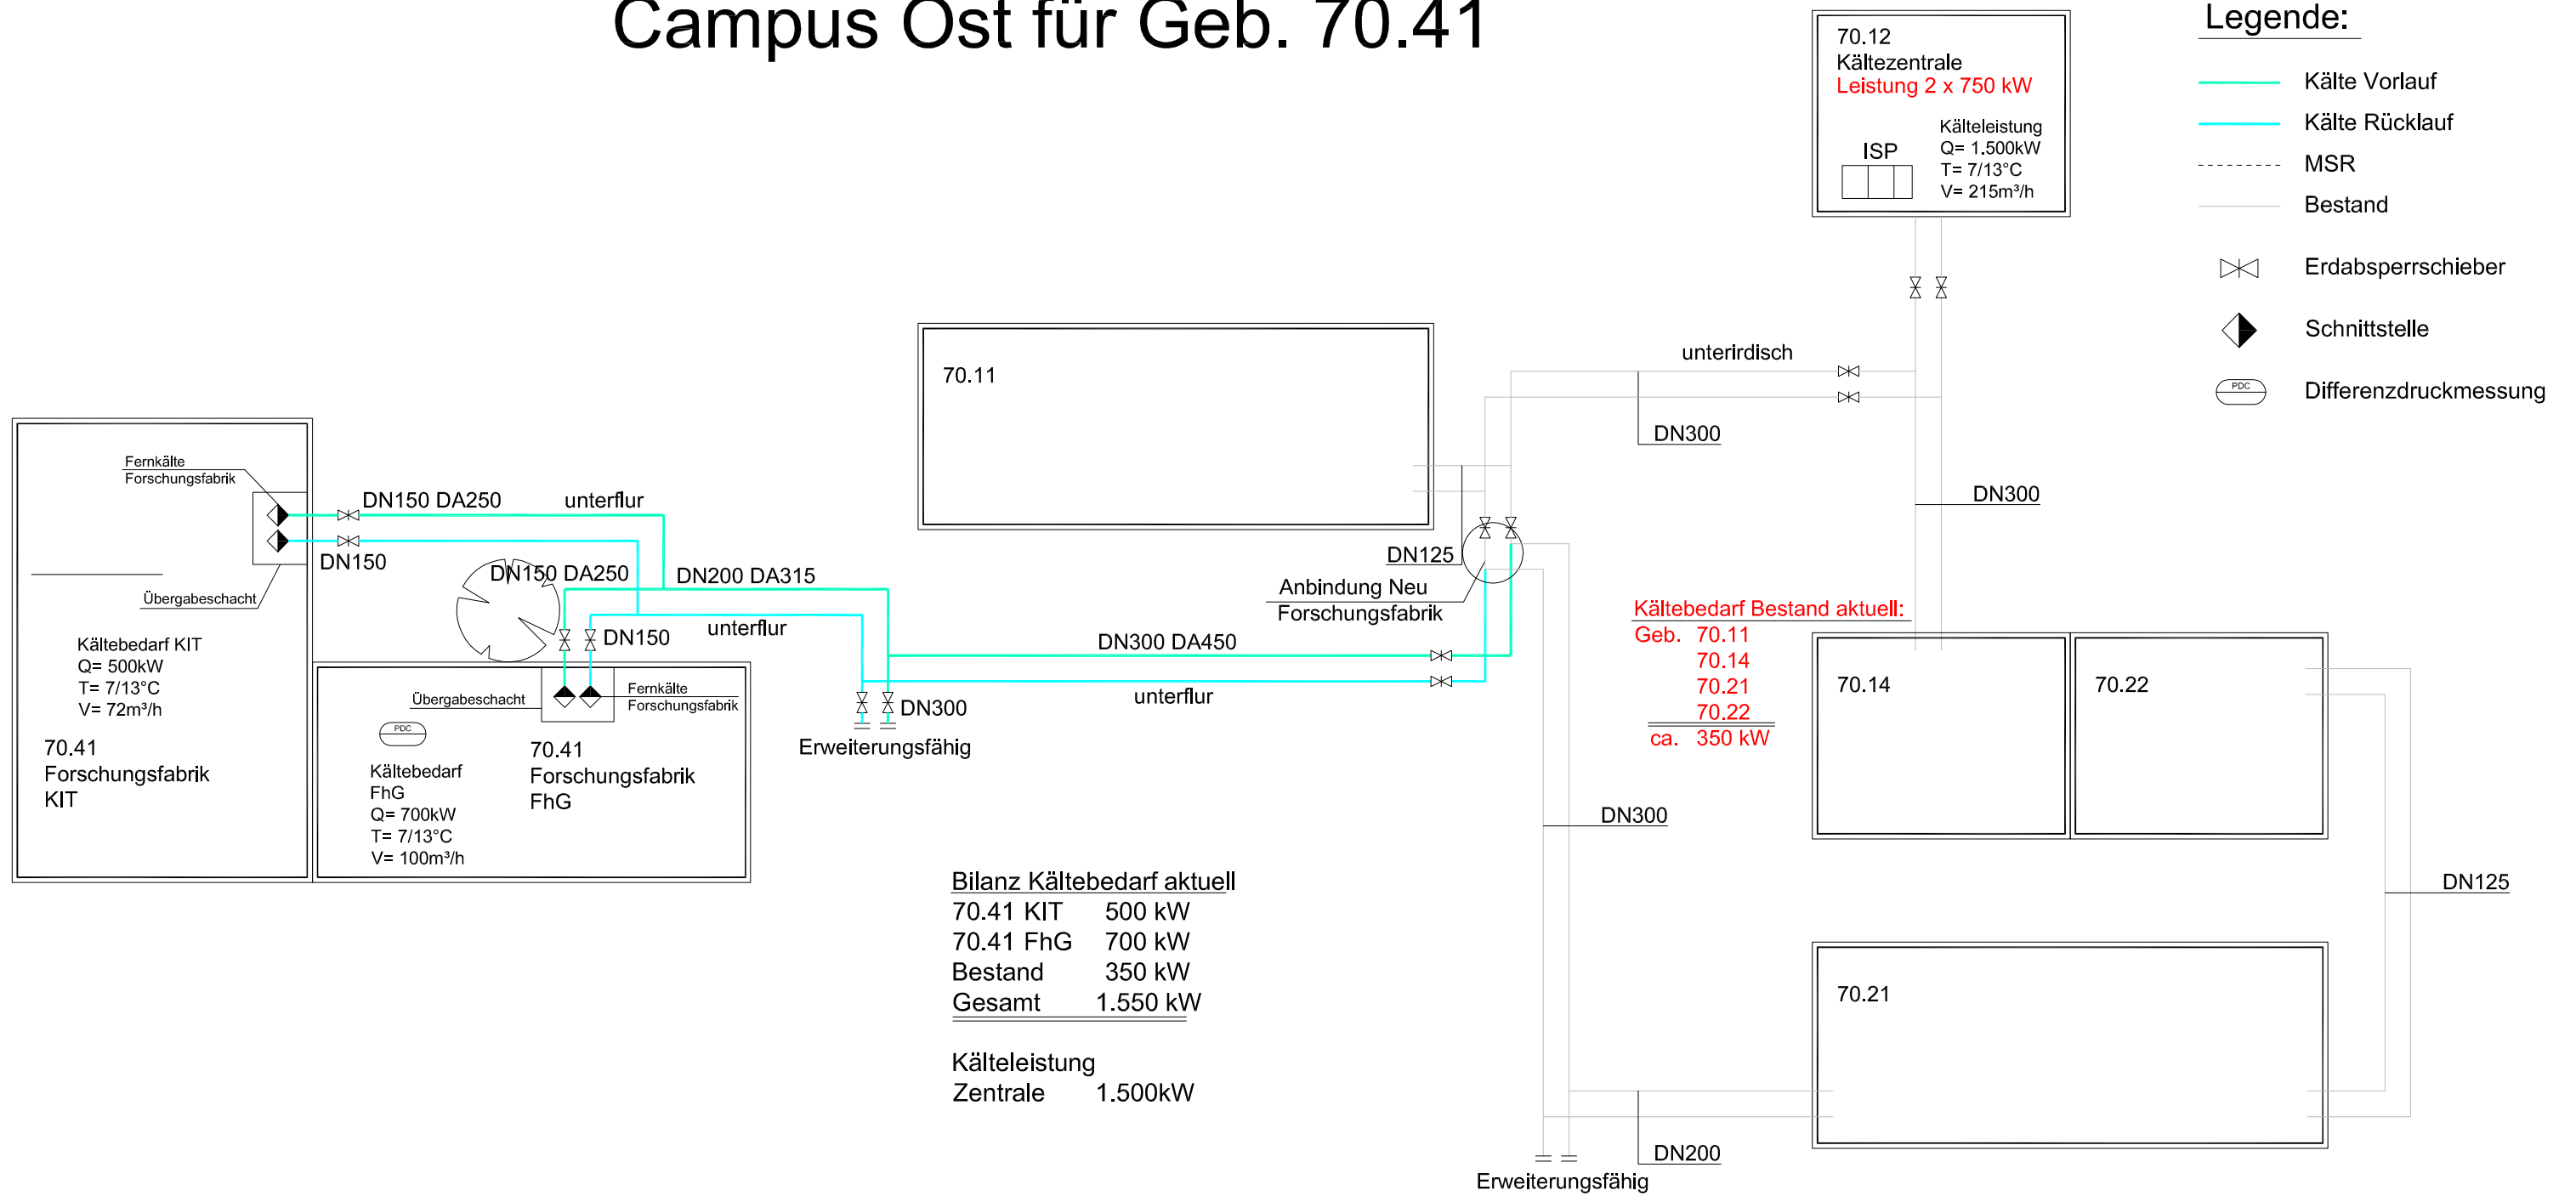 Campus Ost für Geb. 70.41
70.12
Kältezentrale
Leistung 2 x 750 kW
ISP
Kälteleistung
Q= 1.500kW
T= 7/13°C
V= 215m³/h
Legende:
Kälte Vorlauf
Kälte Rücklauf
MSR
Bestand
Erdabsperrschieber
Schnittstelle
PDC
Differenzdruckmessung
70.11
unterirdisch
DN300
DN300
DN125
Anbindung Neu
Forschungsfabrik
Fernkälte
Forschungsfabrik
DN150 DA250
unterflur
DN150
Übergabeschacht
DN150 DA250
DN200 DA315
DN150
unterflur
Kältebedarf KIT
Q= 500kW
T= 7/13°C
V= 72m³/h
70.41
Forschungsfabrik
KIT
Übergabeschacht
Fernkälte
Forschungsfabrik
PDC
Kältebedarf
FhG
Q= 700kW
T= 7/13°C
V= 100m³/h
70.41
Forschungsfabrik
FhG
DN300 DA450
unterflur
DN300
Erweiterungsfähig
Kältebedarf Bestand aktuell:
Geb. 70.11
70.14
70.21
70.22
ca. 350 kW
70.14
70.22
DN300
DN125
Bilanz Kältebedarf aktuell
70.41 KIT 500 kW
70.41 FhG 700 kW
Bestand 350 kW
Gesamt 1.550 kW
Kälteleistung
Zentrale 1.500kW
70.21
DN200
Erweiterungsfähig